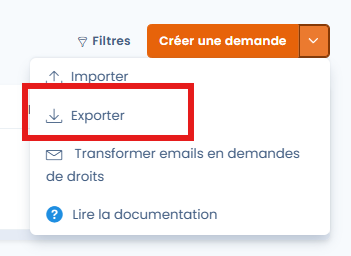 Filtres
Créer une demande
Importer
Exporter
Transformer emails en demandes
de droits
Lire la documentation